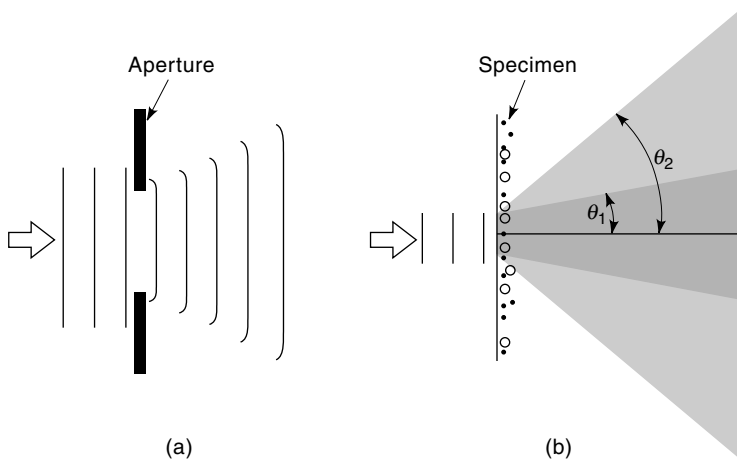 Aperture
Specimen
θ2
θ1
(a)
(b)